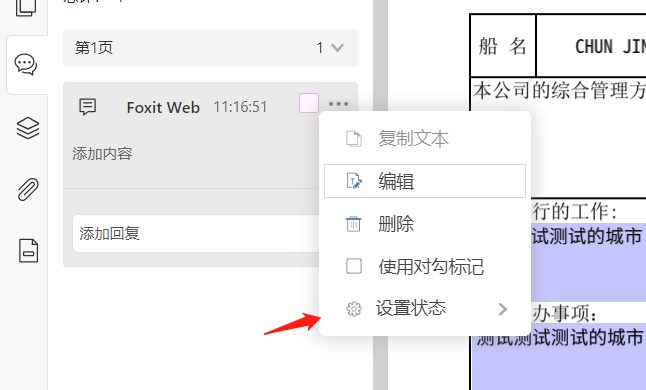 第1页 1
Foxit Web 11:16:51
添加内容
添加回复
复制文本
编辑
删除
使用对勾标记
设置状态
船 名 CHUN JIN
本公司的综合管理方
行的工作:
试测试的城市
办事项:
测试测试测试的城市